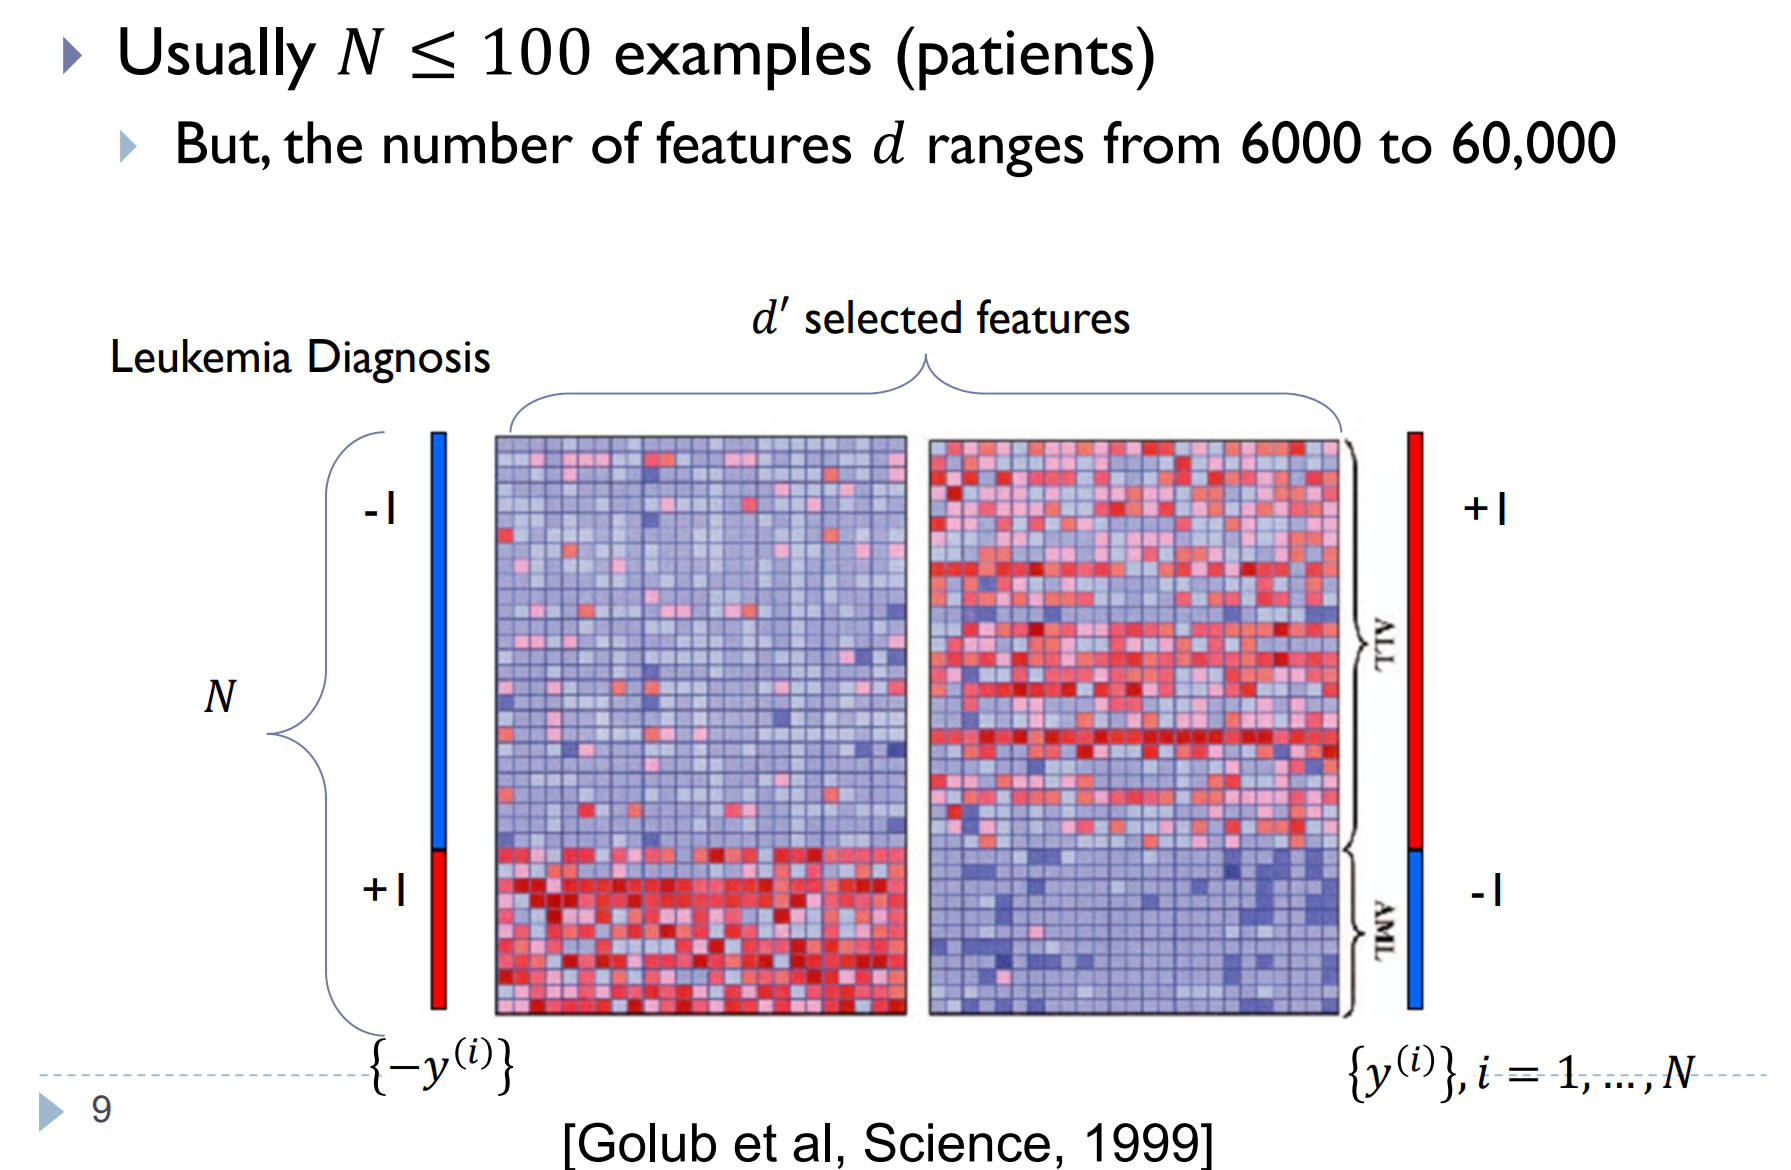 Usually N ≤ 100 examples (patients)
But, the number of features d ranges from 6000 to 60,000
d′ selected features
Leukemia Diagnosis
-1
+1
N
ALL
+1
AML
-1
{−y^(i)}
{y^(i)}, i = 1, … , N
9
[Golub et al, Science, 1999]